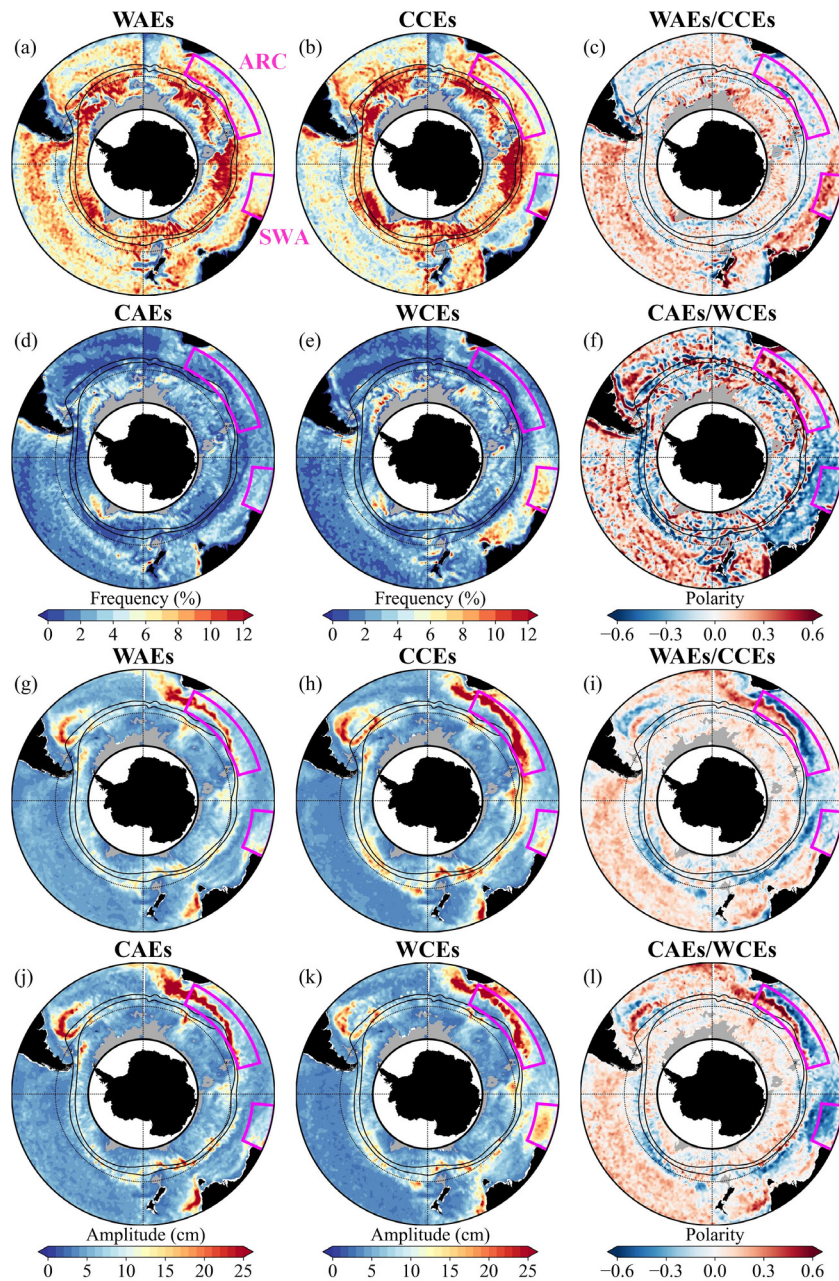 WAEs CCEs WAEs/CCEs
(a) (b) (c)
ARC
SWA
CAEs WCEs CAEs/WCEs
(d) (e) (f)
Frequency (%) Frequency (%) Polarity
0 2 4 6 8 10 12 0 2 4 6 8 10 12 −0.6 −0.3 0.0 0.3 0.6
WAEs CCEs WAEs/CCEs
(g) (h) (i)
CAEs WCEs CAEs/WCEs
(j) (k) (l)
Amplitude (cm) Amplitude (cm) Polarity
0 5 10 15 20 25 0 5 10 15 20 25 −0.6 −0.3 0.0 0.3 0.6